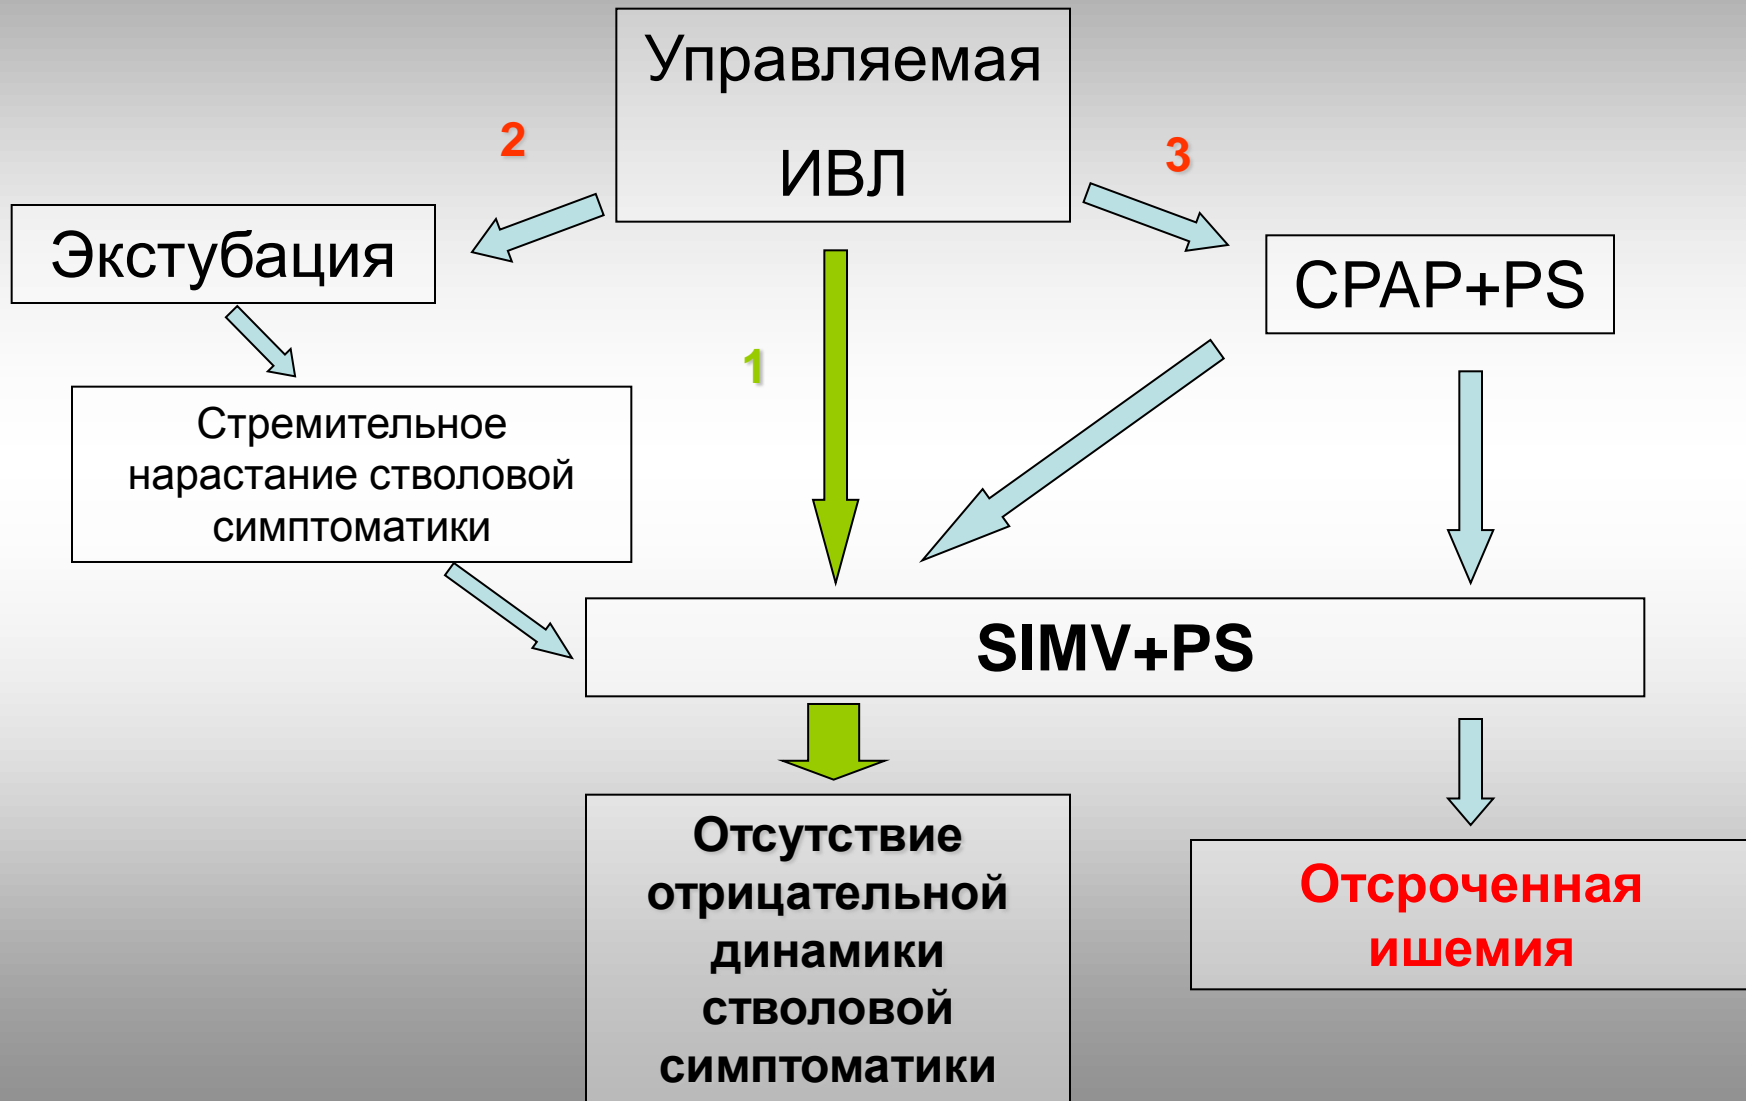 Управляемая
ИВЛ
2
3
Экстубация
CPAP+PS
1
Стремительное
нарастание стволовой
симптоматики
SIMV+PS
Отсутствие
отрицательной
динамики
стволовой
симптоматики
Отсроченная
ишемия